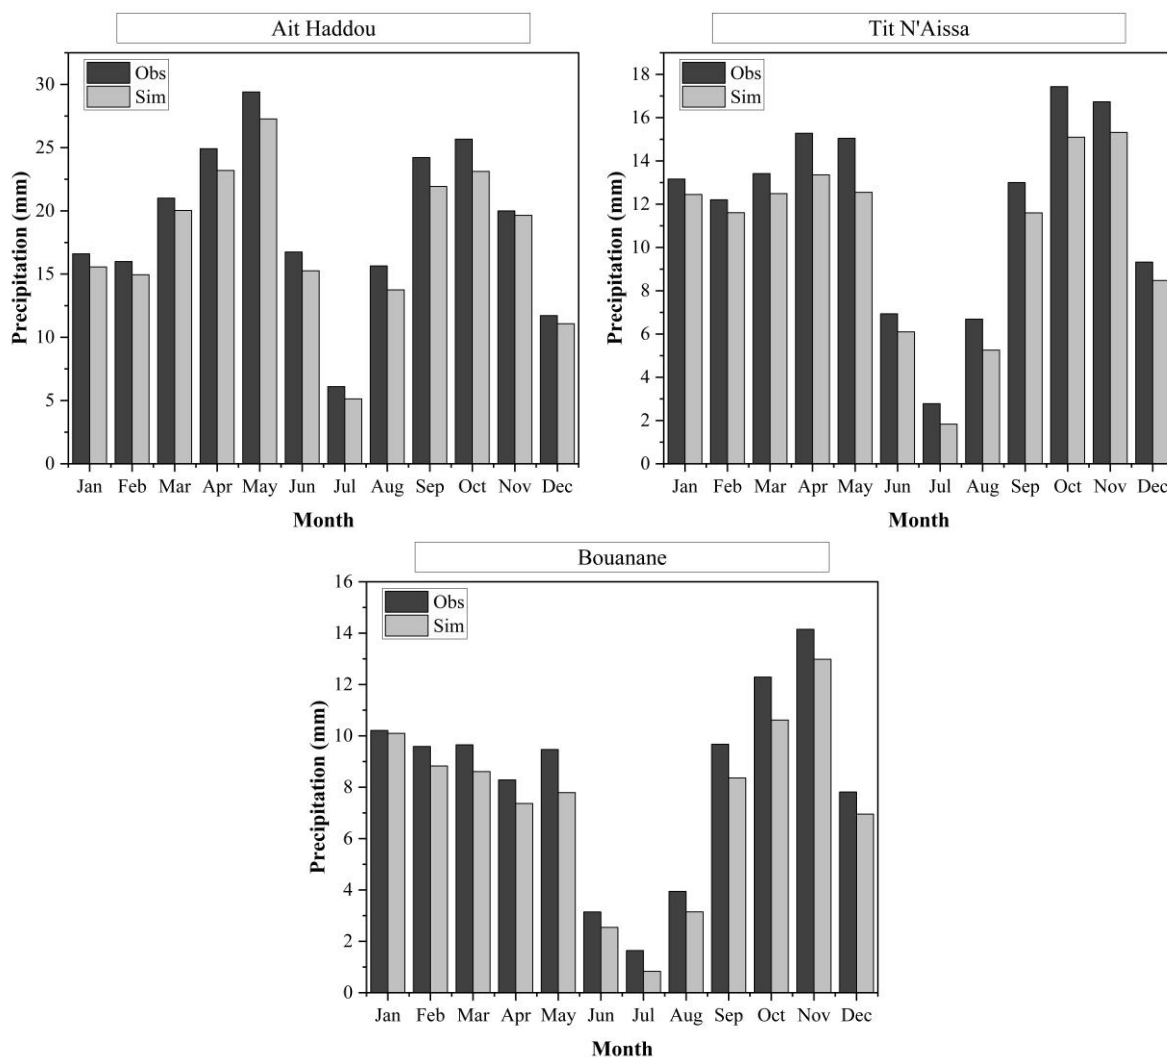 Ait Haddou
Obs
Sim
Precipitation (mm)
30
25
20
15
10
5
0
Jan Feb Mar Apr May Jun Jul Aug Sep Oct Nov Dec
Month
Tit N'Aissa
Obs
Sim
Precipitation (mm)
18
16
14
12
10
8
6
4
2
0
Jan Feb Mar Apr May Jun Jul Aug Sep Oct Nov Dec
Month
Bouanane
Obs
Sim
Precipitation (mm)
16
14
12
10
8
6
4
2
0
Jan Feb Mar Apr May Jun Jul Aug Sep Oct Nov Dec
Month